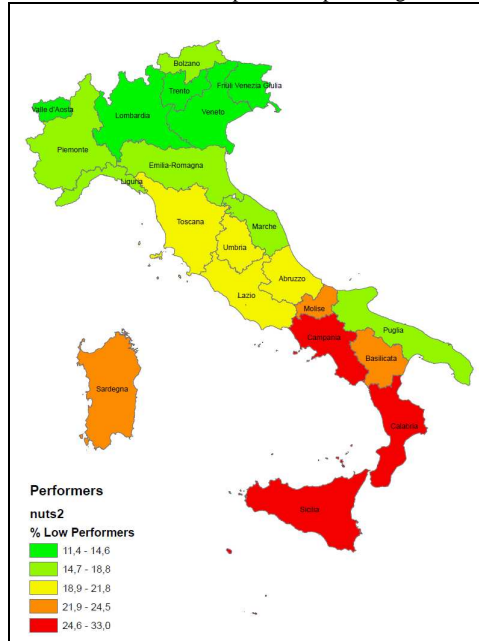 Bolzano
Trento
Friuli Venezia Giulia
Valle d'Aosta
Lombardia
Veneto
Piemonte
Emilia-Romagna
Liguria
Toscana
Marche
Umbria
Abruzzo
Lazio
Molise
Puglia
Campania
Basilicata
Sardegna
Calabria
Sicilia
Performers
nuts2
% Low Performers
11,4 - 14,6
14,7 - 18,8
18,9 - 21,8
21,9 - 24,5
24,6 - 33,0